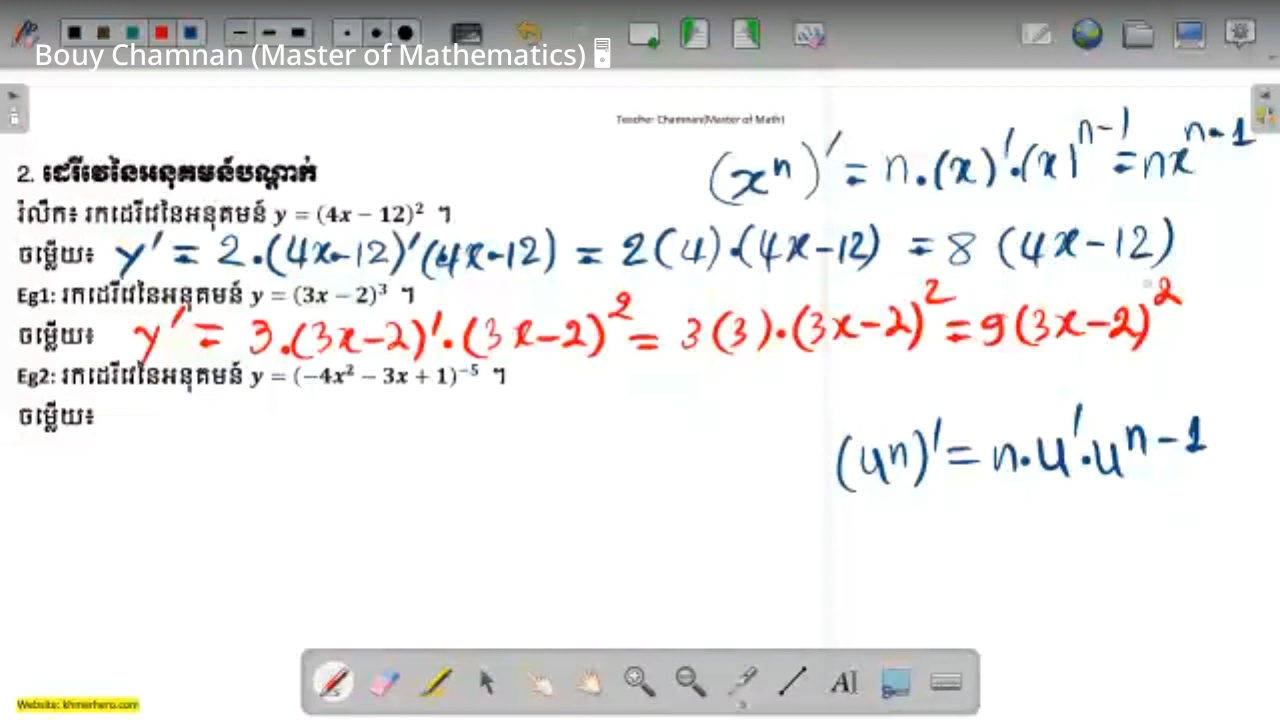 Bouy Chamnan (Master of Mathematics)
Teacher: Chamnan(Master of Math)
(xⁿ)' = n.(x)'.(x)ⁿ⁻¹ = nxⁿ⁻¹
2. ដេរីវេនៃអនុគមន៍បណ្តាក់
រំលឹក៖ រកដេរីវេនៃអនុគមន៍ y = (4x − 12)² ។
ចម្លើយ៖ y' = 2.(4x-12)'(4x-12) = 2(4).(4x-12) = 8 (4x-12)
Eg1: រកដេរីវេនៃអនុគមន៍ y = (3x − 2)³ ។
ចម្លើយ៖ y' = 3.(3x-2)'.(3x-2)² = 3(3).(3x-2)² = 9(3x-2)²
Eg2: រកដេរីវេនៃអនុគមន៍ y = (−4x² − 3x + 1)⁻⁵ ។
ចម្លើយ៖
(uⁿ)' = n.u'.uⁿ⁻¹
AI
Website: khmerhero.com